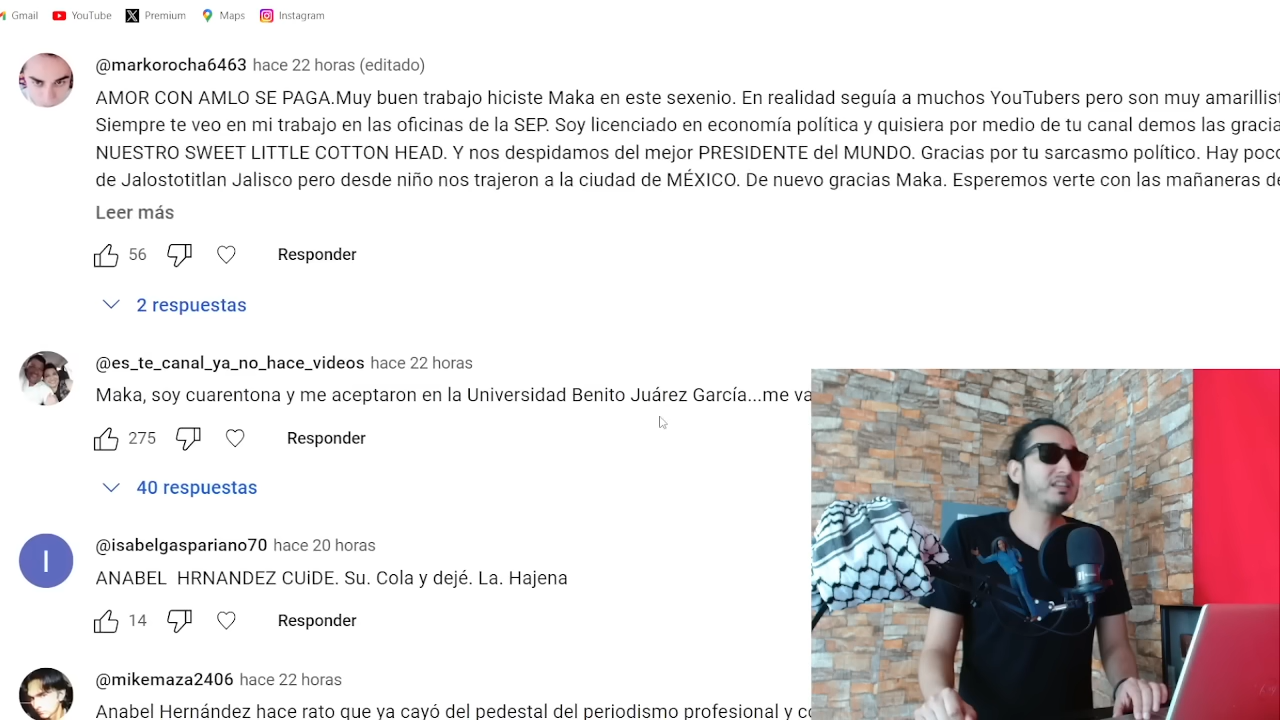 Gmail YouTube Premium Maps Instagram
@markorocha6463 hace 22 horas (editado)
AMOR CON AMLO SE PAGA.Muy buen trabajo hiciste Maka en este sexenio. En realidad seguía a muchos YouTubers pero son muy
Siempre te veo en mi trabajo en las oficinas de la SEP. Soy licenciado en economía política y quisiera por medio de tu canal demos las
NUESTRO SWEET LITTLE COTTON HEAD. Y nos despidamos del mejor PRESIDENTE del MUNDO. Gracias por tu sarcasmo político. Hay
de Jalostotitlan Jalisco pero desde niño nos trajeron a la ciudad de MÉXICO. De nuevo gracias Maka. Esperemos verte con las mañaneras
Leer más
56 Responder
2 respuestas
@es_te_canal_ya_no_hace_videos hace 22 horas
Maka, soy cuarentona y me aceptaron en la Universidad Benito Juárez García...me
275 Responder
40 respuestas
I
@isabelgaspariano70 hace 20 horas
ANABEL HRNANDEZ CUiDE. Su. Cola y dejé. La. Hajena
14 Responder
@mikemaza2406 hace 22 horas
Anabel Hernández hace rato que ya cayó del pedestal del periodismo profesional y